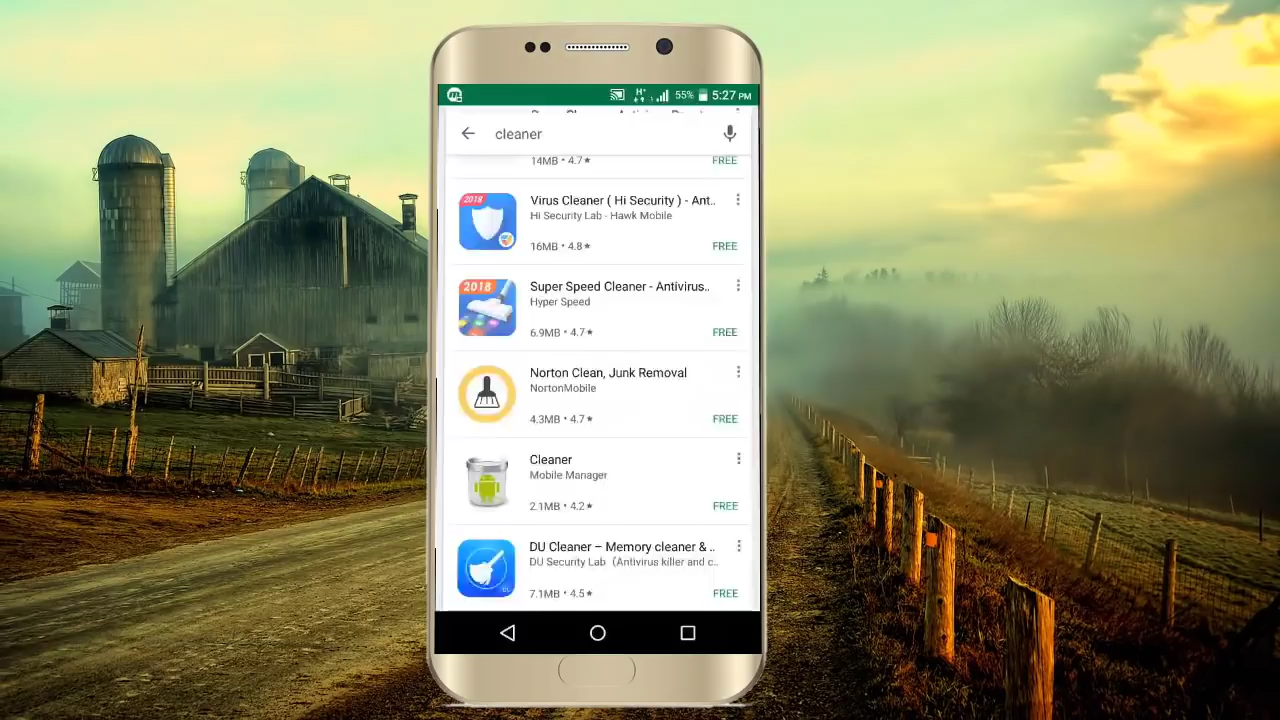 55% 5:27 PM
cleaner
14MB • 4.7★ FREE
2018
Virus Cleaner ( Hi Security ) - Ant..
Hi Security Lab - Hawk Mobile
16MB • 4.8★ FREE
2018
Super Speed Cleaner - Antivirus..
Hyper Speed
6.9MB • 4.7★ FREE
Norton Clean, Junk Removal
NortonMobile
4.3MB • 4.7★ FREE
Cleaner
Mobile Manager
2.1MB • 4.2★ FREE
DU Cleaner – Memory cleaner & ..
DU Security Lab (Antivirus killer and c..
7.1MB • 4.5★ FREE